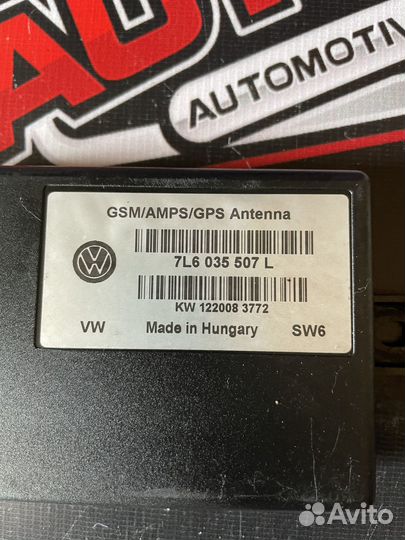 AUTOMOTIV
GSM/AMPS/GPS Antenna
7L6 035 507 L
KW 122008 3772
VW Made in Hungary SW6
Avito